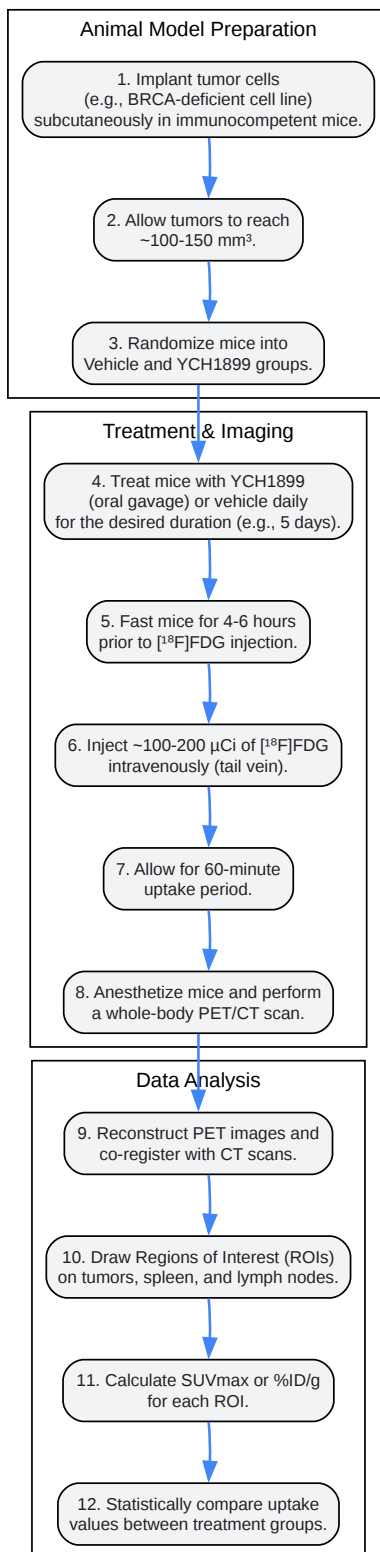 Animal Model Preparation
1. Implant tumor cells
(e.g., BRCA-deficient cell line)
subcutaneously in immunocompetent mice.
2. Allow tumors to reach
~100-150 mm³.
3. Randomize mice into
Vehicle and YCH1899 groups.
Treatment & Imaging
4. Treat mice with YCH1899
(oral gavage) or vehicle daily
for the desired duration (e.g., 5 days).
5. Fast mice for 4-6 hours
prior to [¹⁸F]FDG injection.
6. Inject ~100-200 µCi of [¹⁸F]FDG
intravenously (tail vein).
7. Allow for 60-minute
uptake period.
8. Anesthetize mice and perform
a whole-body PET/CT scan.
Data Analysis
9. Reconstruct PET images and
co-register with CT scans.
10. Draw Regions of Interest (ROIs)
on tumors, spleen, and lymph nodes.
11. Calculate SUVmax or %ID/g
for each ROI.
12. Statistically compare uptake
values between treatment groups.